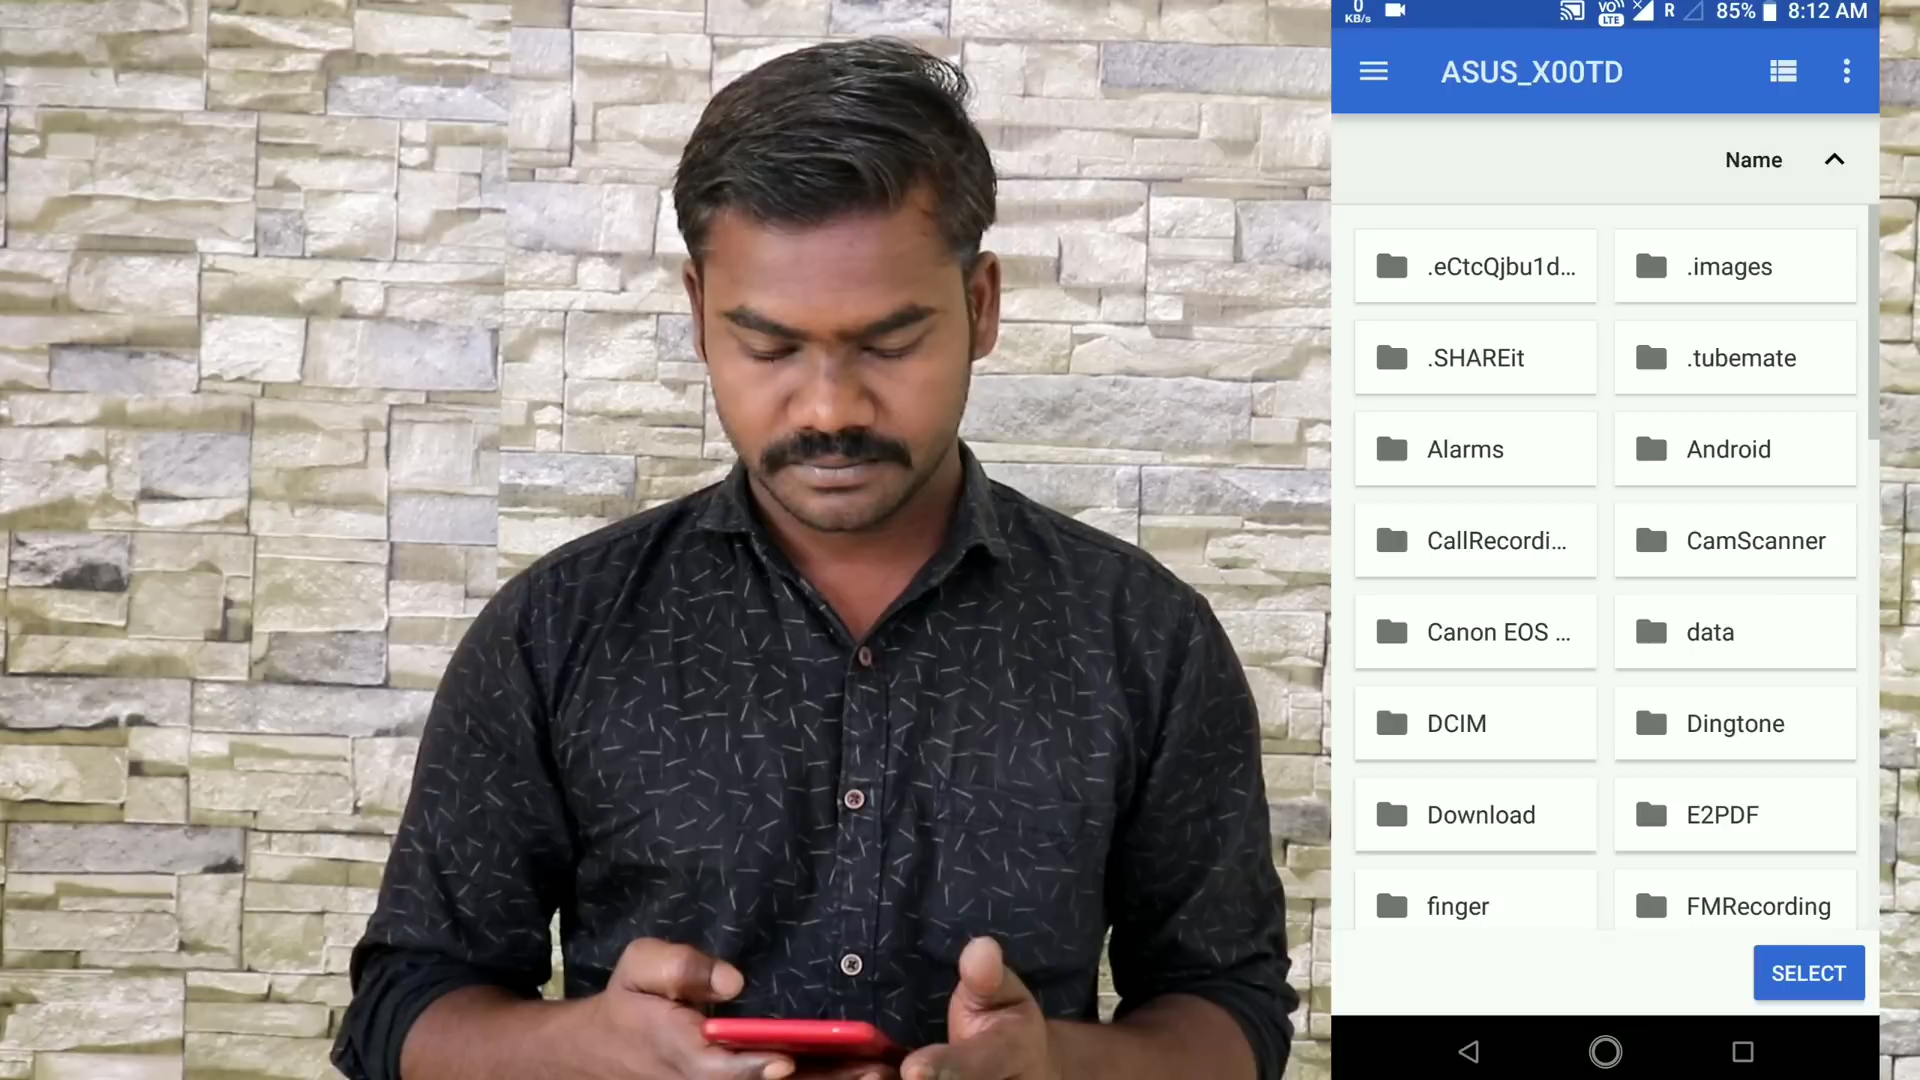 0
KB/s
VO))
LTE
R
85%
8:12 AM
ASUS_X00TD
Name
.eCtcQjbu1d... .images
.SHAREit .tubemate
Alarms Android
CallRecordi... CamScanner
Canon EOS ... data
DCIM Dingtone
Download E2PDF
finger FMRecording
SELECT